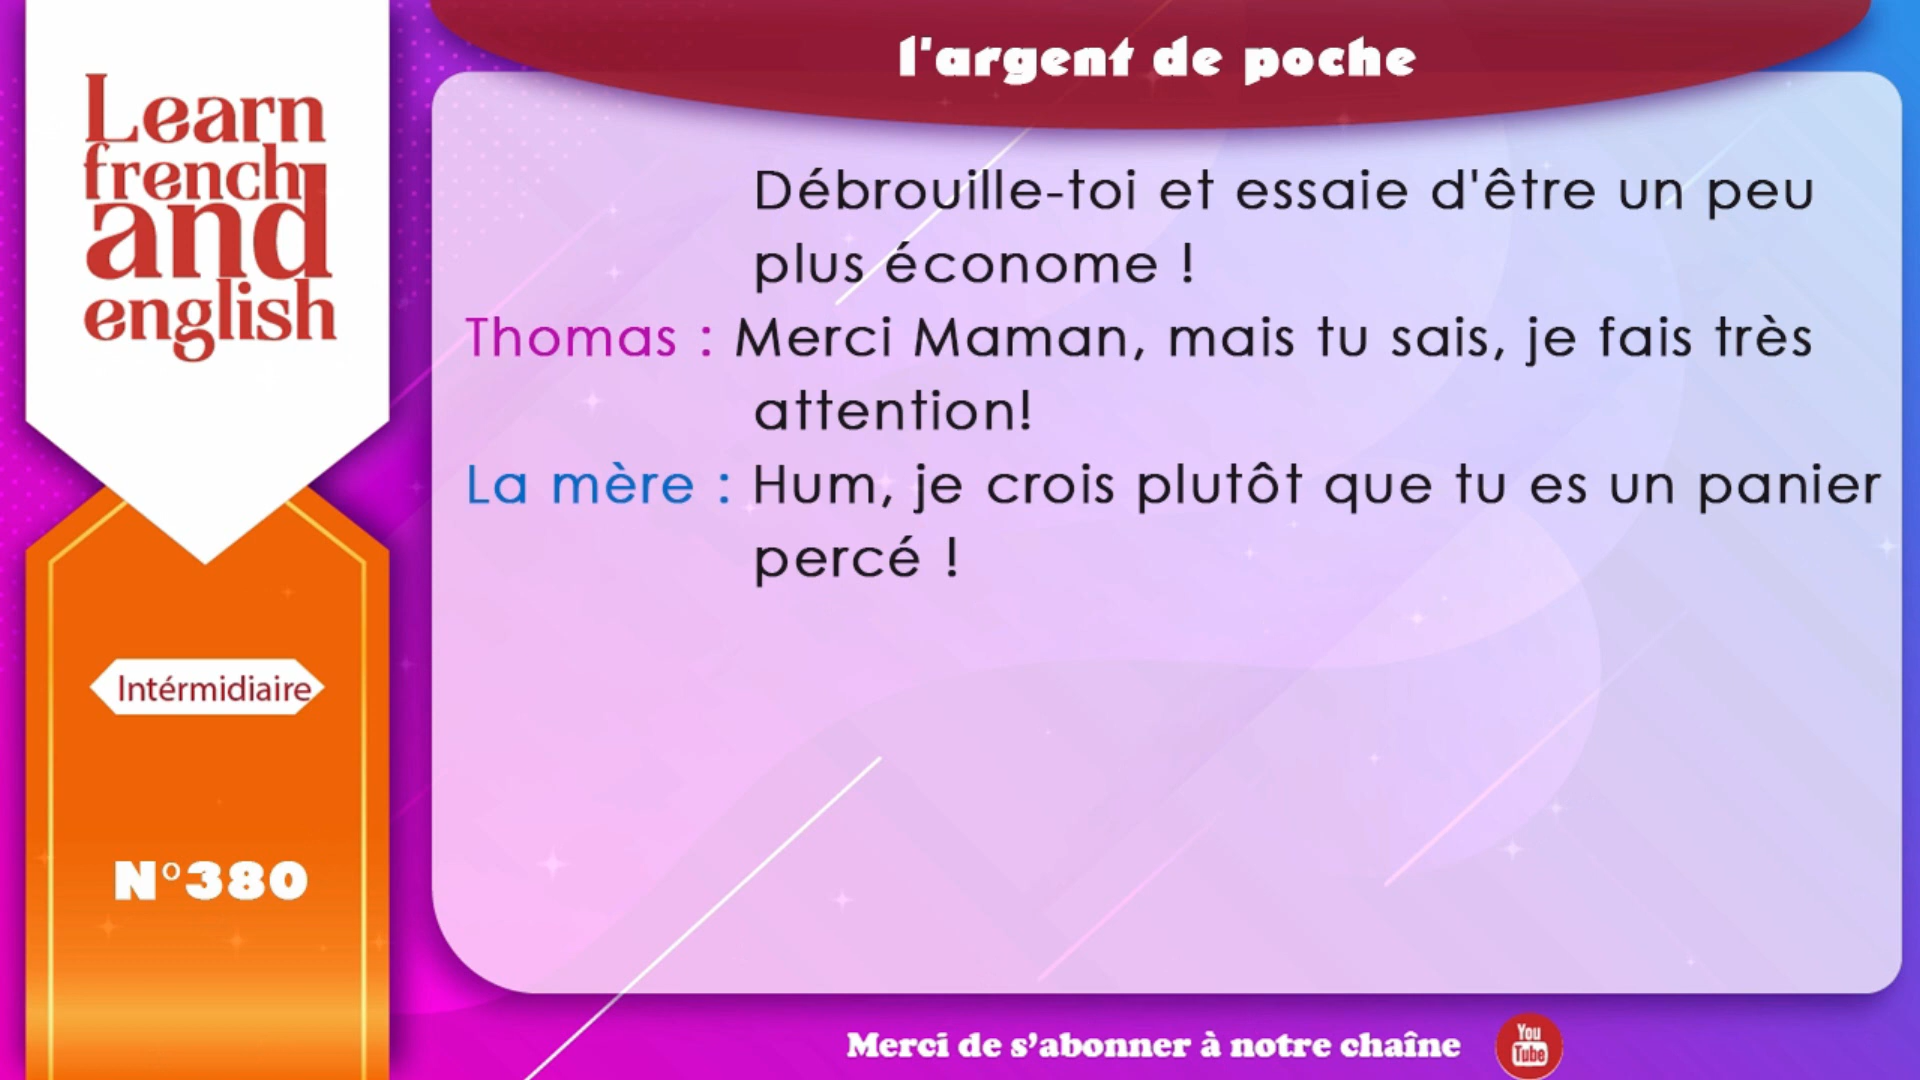 Learn
french
and
english
Intérmidiaire
N°380
l'argent de poche
Débrouille-toi et essaie d'être un peu
plus économe !
Thomas : Merci Maman, mais tu sais, je fais très
attention!
La mère : Hum, je crois plutôt que tu es un panier
percé !
Merci de s'abonner à notre chaîne
You
Tube